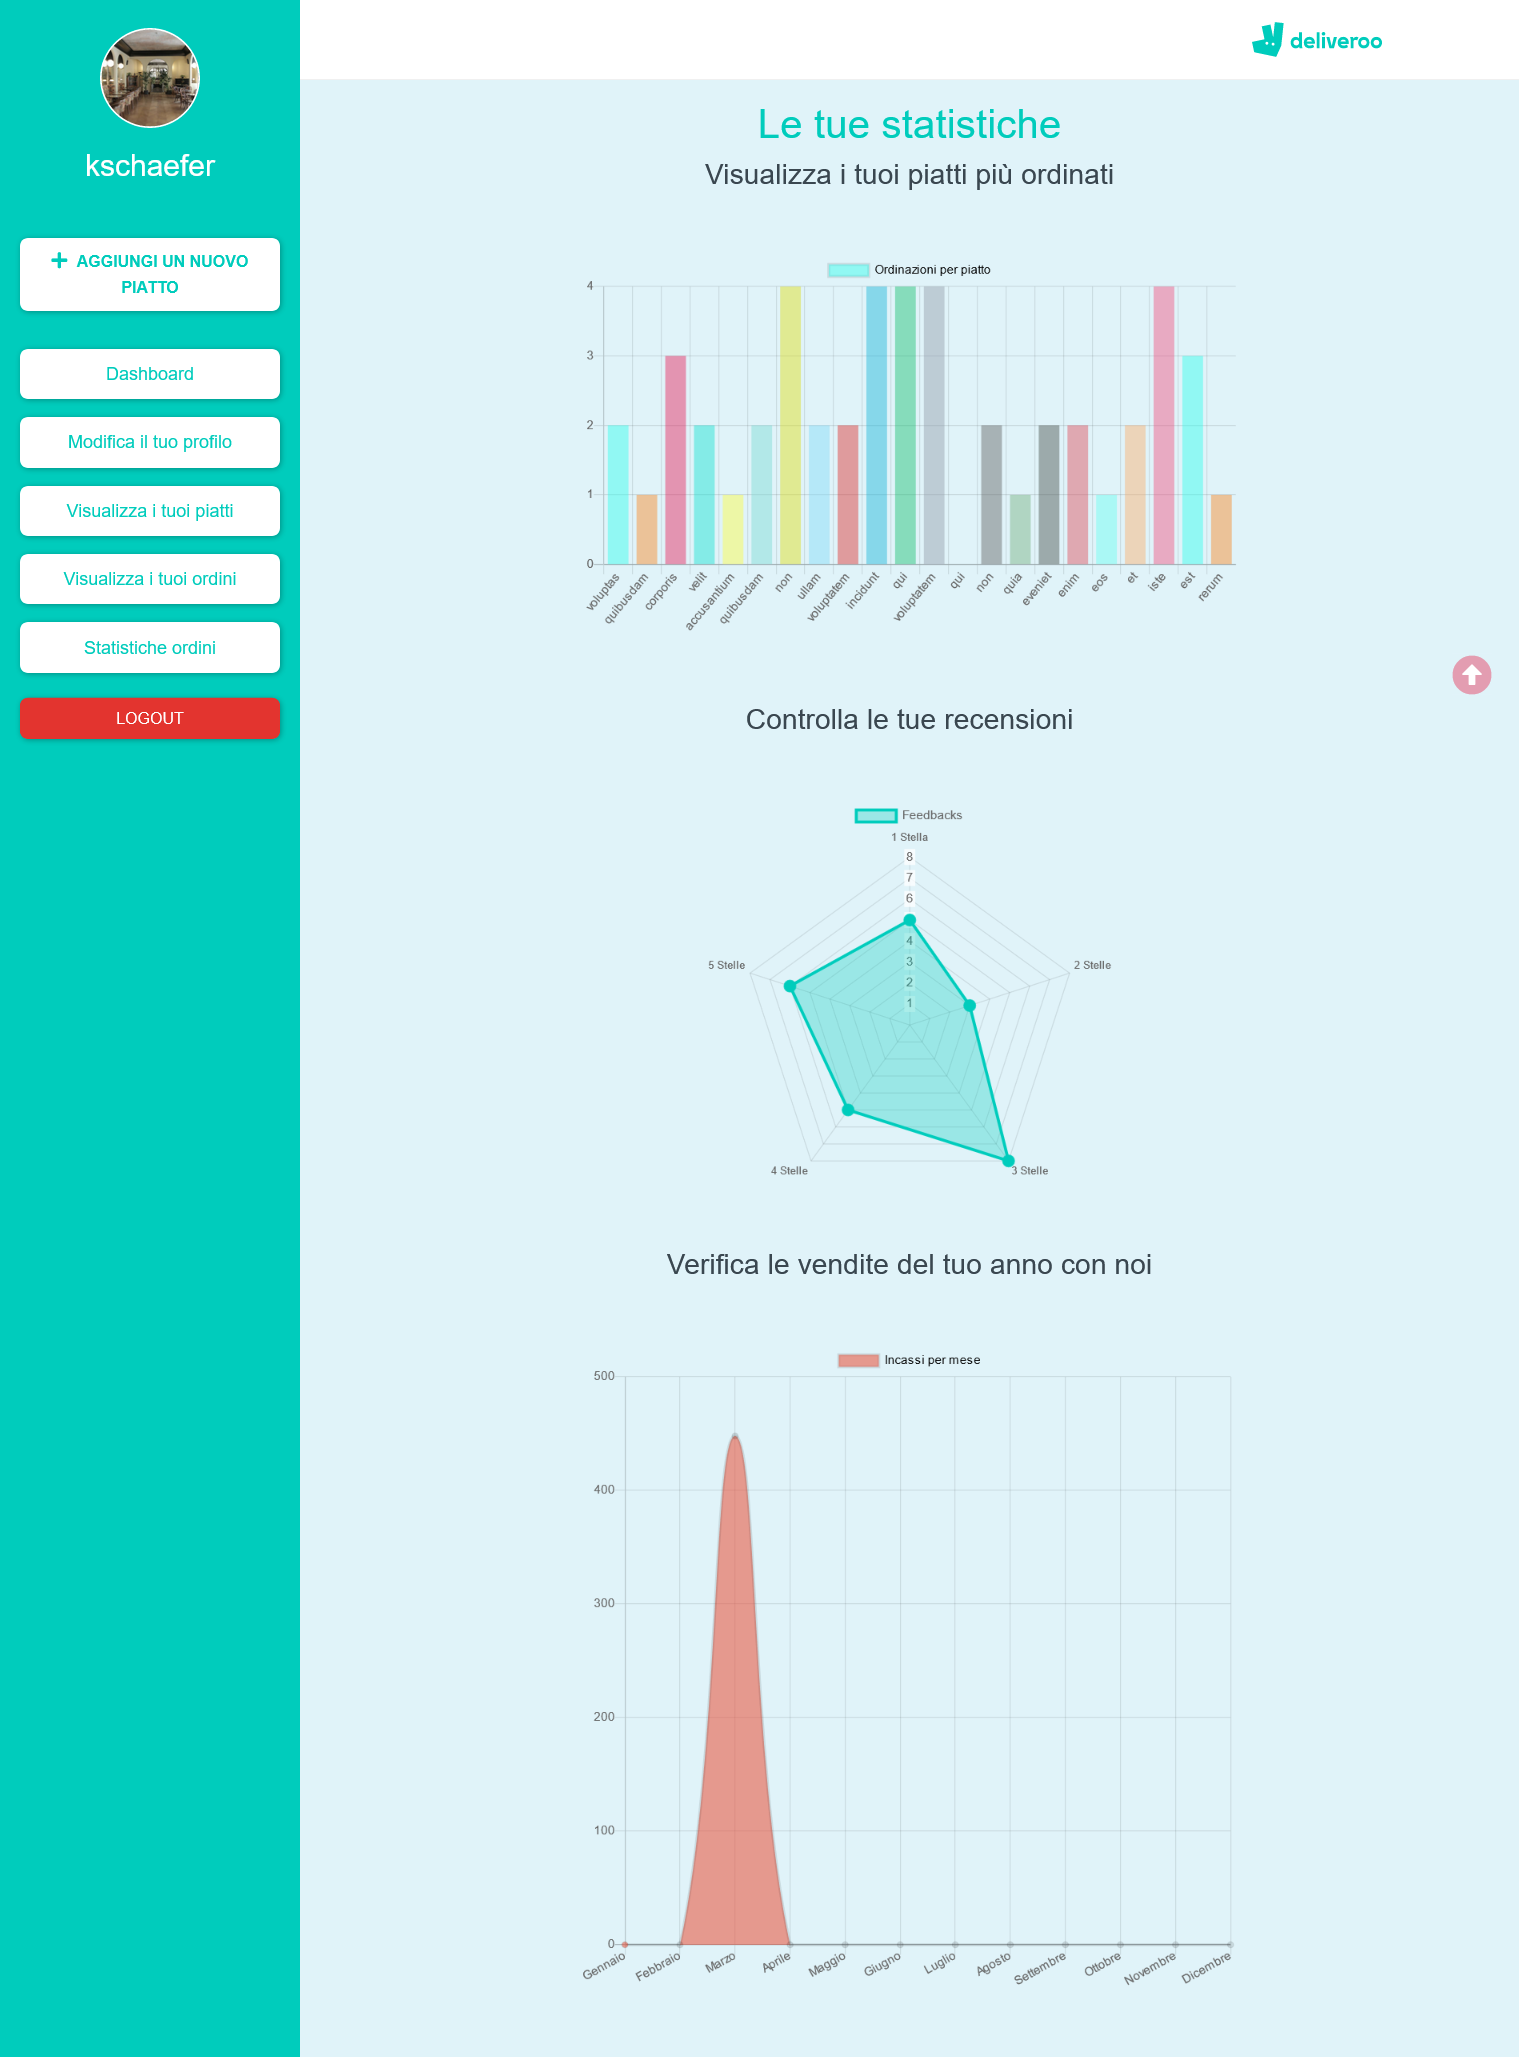 kschaefer
AGGIUNGI UN NUOVO
PIATTO
Dashboard
Modifica il tuo profilo
Visualizza i tuoi piatti
Visualizza i tuoi ordini
Statistiche ordini
LOGOUT
deliveroo
Le tue statistiche
Visualizza i tuoi piatti più ordinati
Ordinazioni per piatto
4
3
2
1
0
voluptas
quibusdam
corporis
velit
accusantium
quibusdam
non
ullam
voluptatem
incidunt
qui
voluptatem
qui
non
quia
eveniet
enim
eos
et
iste
est
rerum
Controlla le tue recensioni
Feedbacks
1 Stella
8
7
6
4
3
2
1
5 Stelle
2 Stelle
4 Stelle
3 Stelle
Verifica le vendite del tuo anno con noi
Incassi per mese
500
400
300
200
100
0
Gennaio
Febbraio
Marzo
Aprile
Maggio
Giugno
Luglio
Agosto
Settembre
Ottobre
Novembre
Dicembre